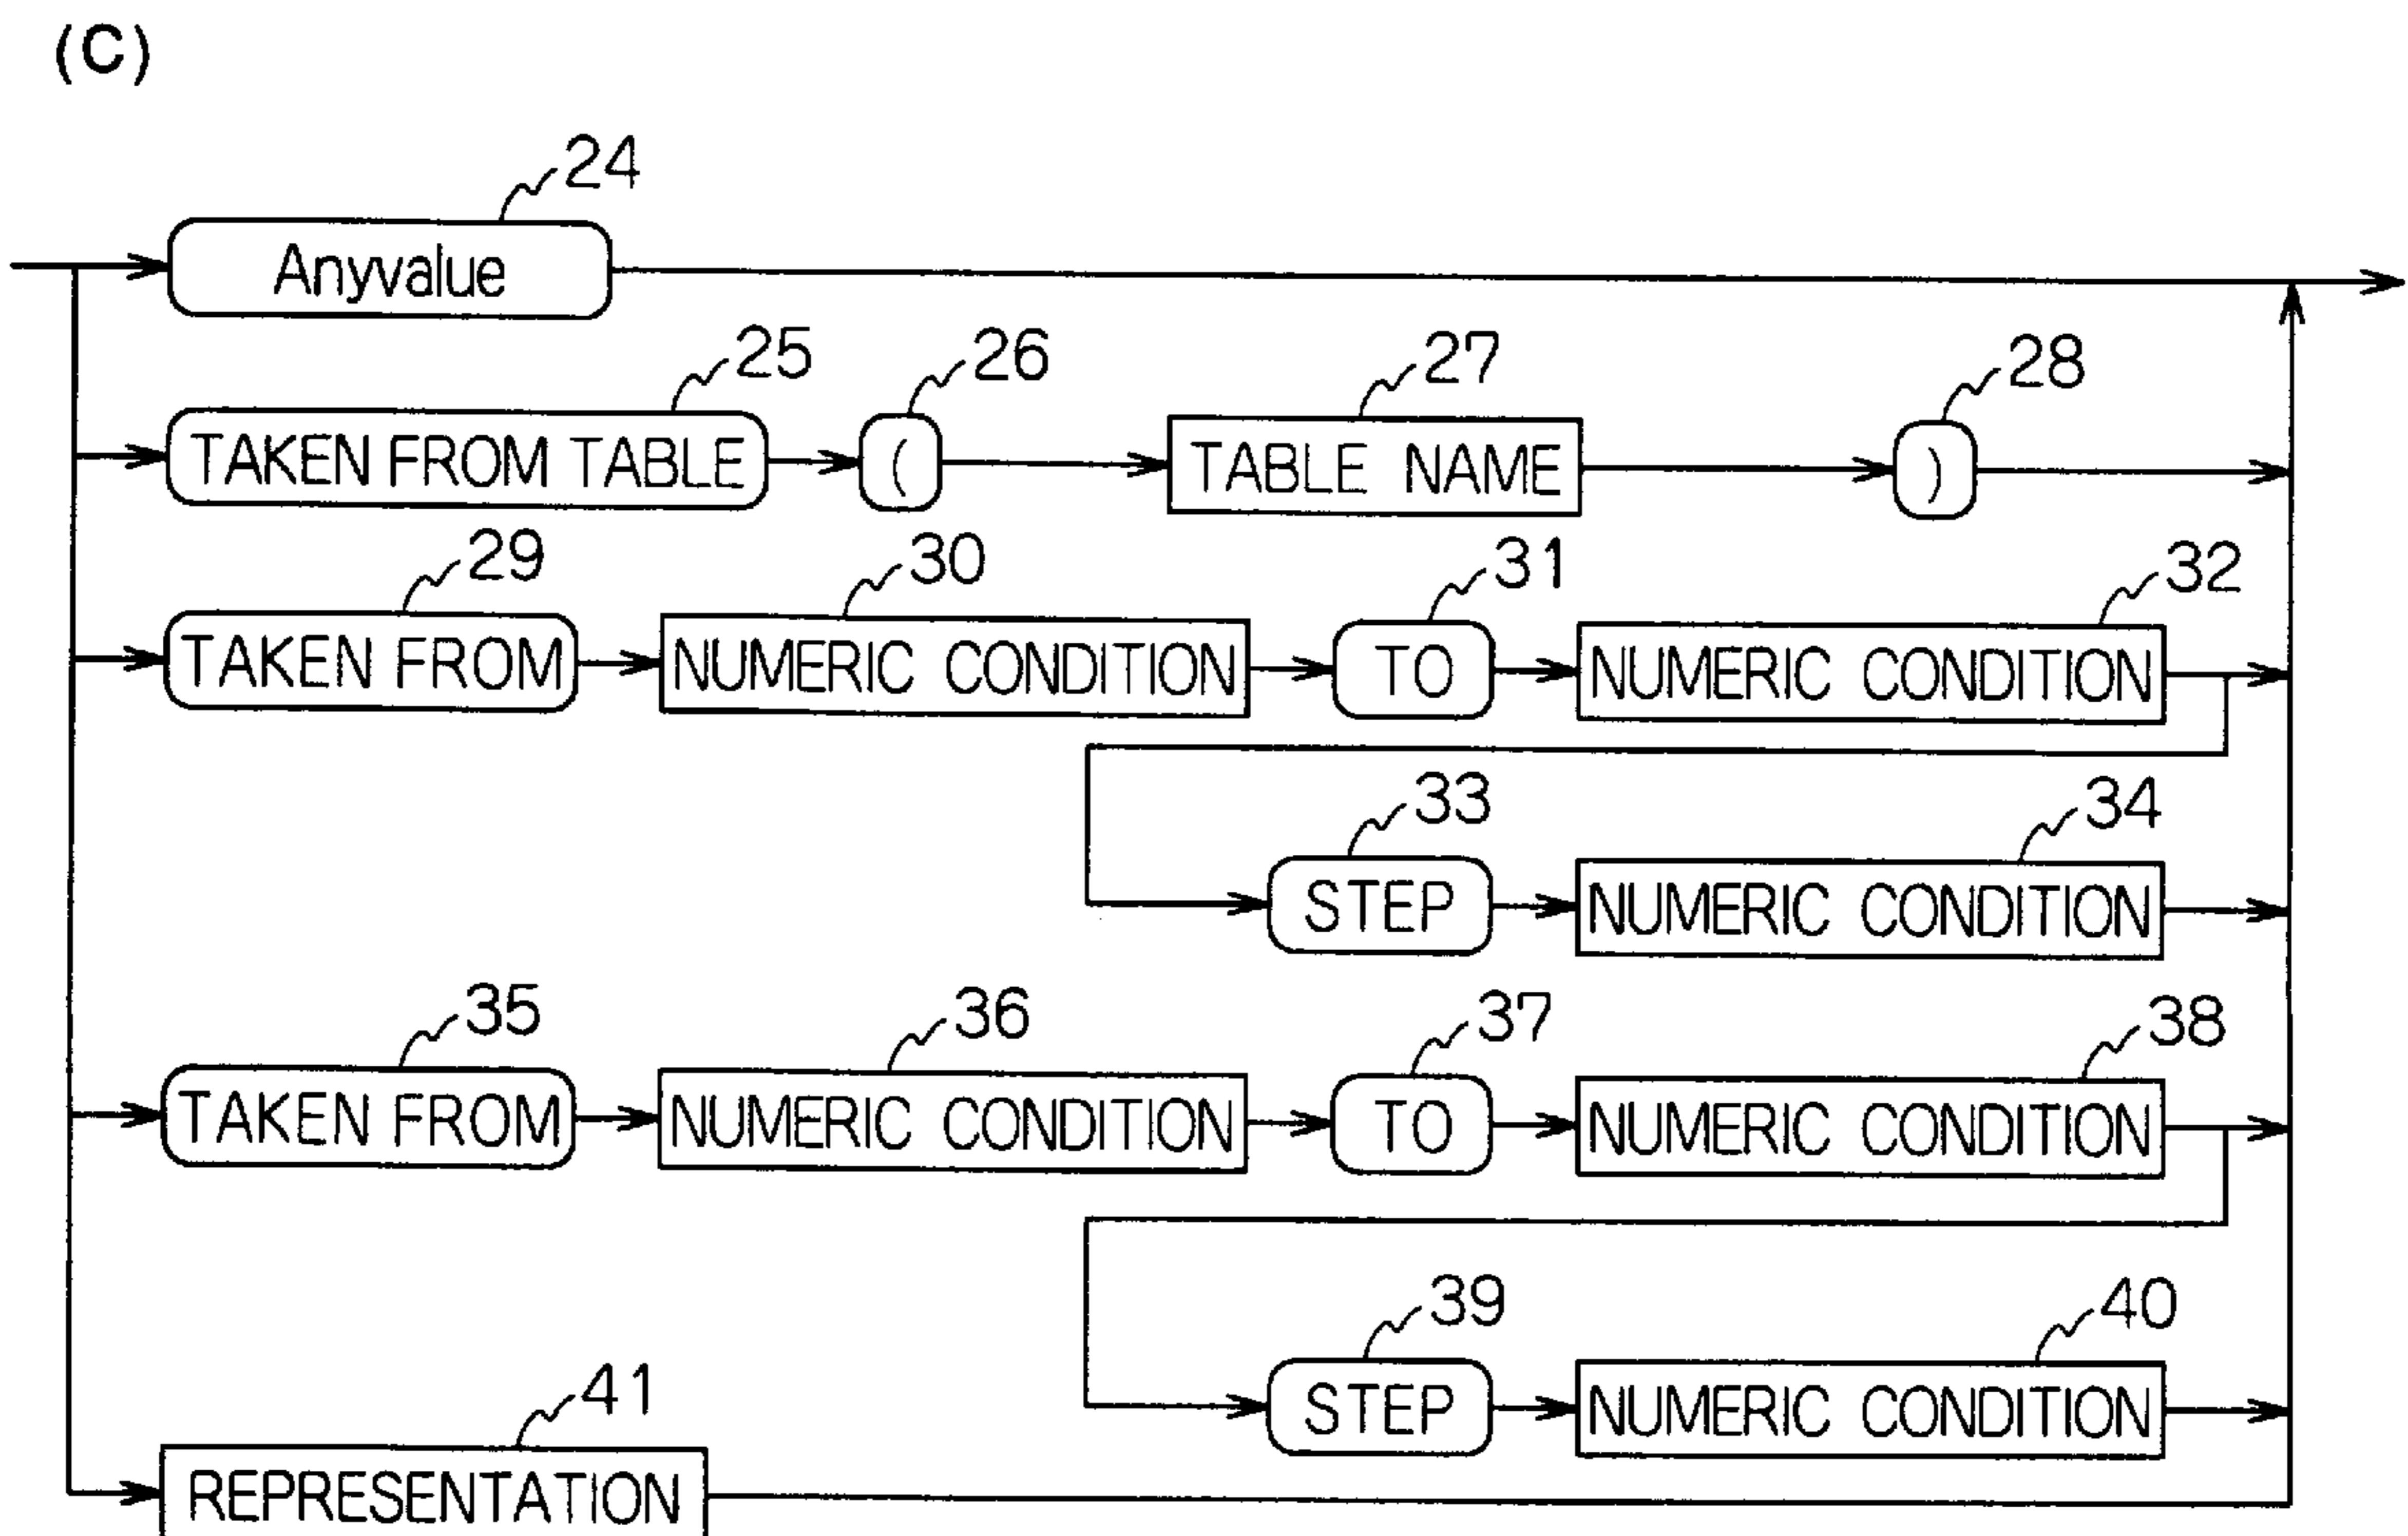 (C)
24
Anyvalue
25 26 27 28
TAKEN FROM TABLE ( TABLE NAME )
29 30 31 32
TAKEN FROM NUMERIC CONDITION TO NUMERIC CONDITION
33 34
STEP NUMERIC CONDITION
35 36 37 38
TAKEN FROM NUMERIC CONDITION TO NUMERIC CONDITION
39 40
STEP NUMERIC CONDITION
41
REPRESENTATION